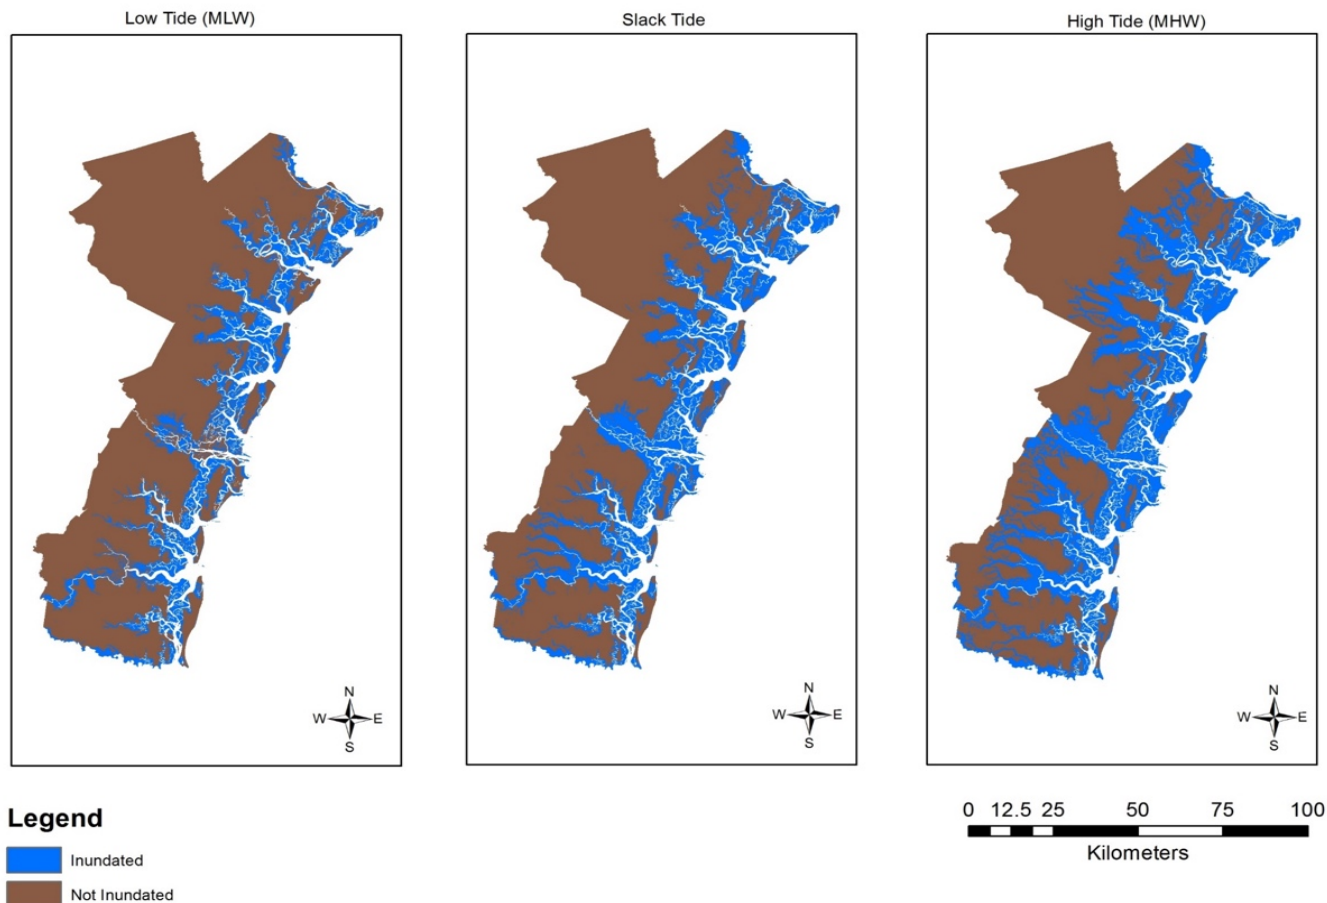 Low Tide (MLW)
Slack Tide
High Tide (MHW)
N
W E
S
N
W E
S
N
W E
S
Legend
Inundated
Not Inundated
0 12.5 25 50 75 100
Kilometers